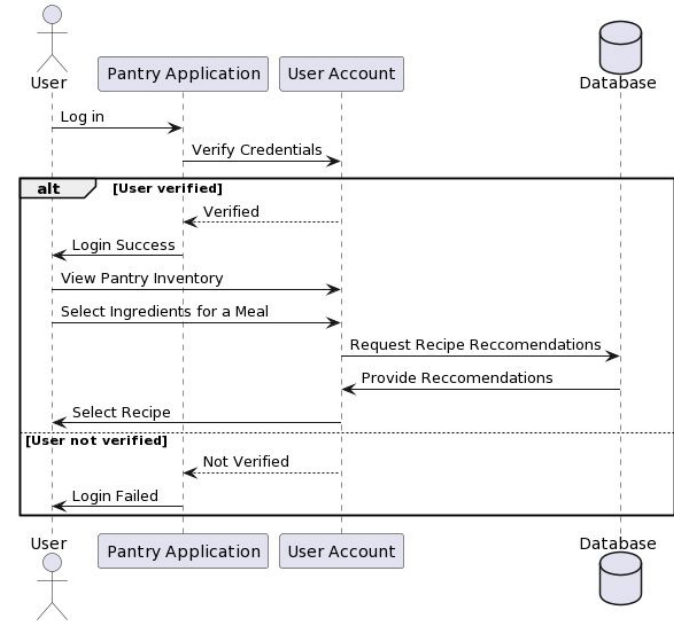 User
Pantry Application
User Account
Database
Log in
Verify Credentials
alt
[User verified]
Verified
Login Success
View Pantry Inventory
Select Ingredients for a Meal
Request Recipe Reccomendations
Provide Reccomendations
Select Recipe
[User not verified]
Not Verified
Login Failed
User
Pantry Application
User Account
Database